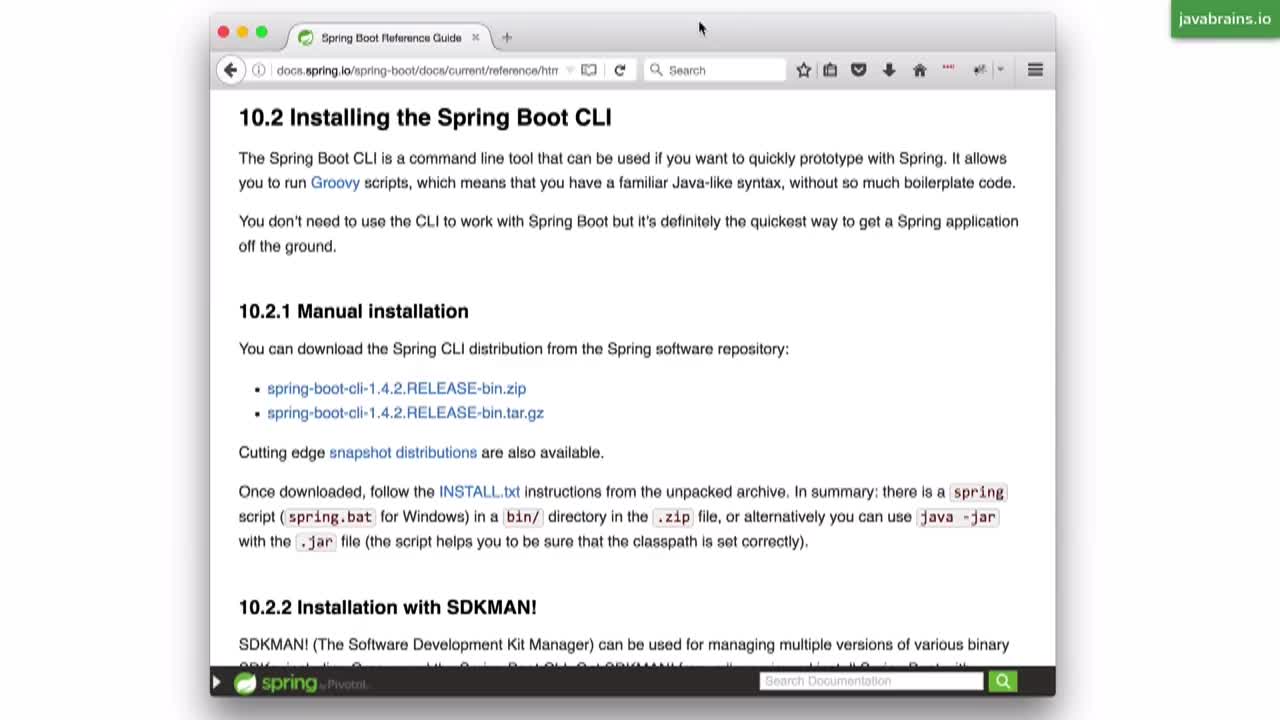 javabrains.io
Spring Boot Reference Guide
docs.spring.io/spring-boot/docs/current/reference/htm
Search
10.2 Installing the Spring Boot CLI
The Spring Boot CLI is a command line tool that can be used if you want to quickly prototype with Spring. It allows
you to run Groovy scripts, which means that you have a familiar Java-like syntax, without so much boilerplate code.
You don't need to use the CLI to work with Spring Boot but it's definitely the quickest way to get a Spring application
off the ground.
10.2.1 Manual installation
You can download the Spring CLI distribution from the Spring software repository:
• spring-boot-cli-1.4.2.RELEASE-bin.zip
• spring-boot-cli-1.4.2.RELEASE-bin.tar.gz
Cutting edge snapshot distributions are also available.
Once downloaded, follow the INSTALL.txt instructions from the unpacked archive. In summary: there is a spring
script (spring.bat for Windows) in a bin/ directory in the .zip file, or alternatively you can use java -jar
with the .jar file (the script helps you to be sure that the classpath is set correctly).
10.2.2 Installation with SDKMAN!
SDKMAN! (The Software Development Kit Manager) can be used for managing multiple versions of various binary
spring by Pivotal
Search Documentation